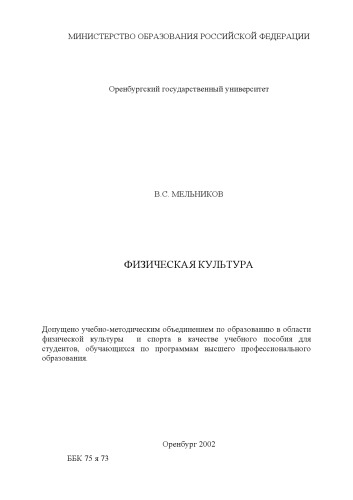 МИНИСТЕРСТВО ОБРАЗОВАНИЯ РОССИЙСКОЙ ФЕДЕРАЦИИ
Оренбургский государственный университет
В.С. МЕЛЬНИКОВ
ФИЗИЧЕСКАЯ КУЛЬТУРА
Допущено учебно-методическим объединением по образованию в области
физической культуры и спорта в качестве учебного пособия для
студентов, обучающихся по программам высшего профессионального
образования.
Оренбург 2002
ББК 75 я 73